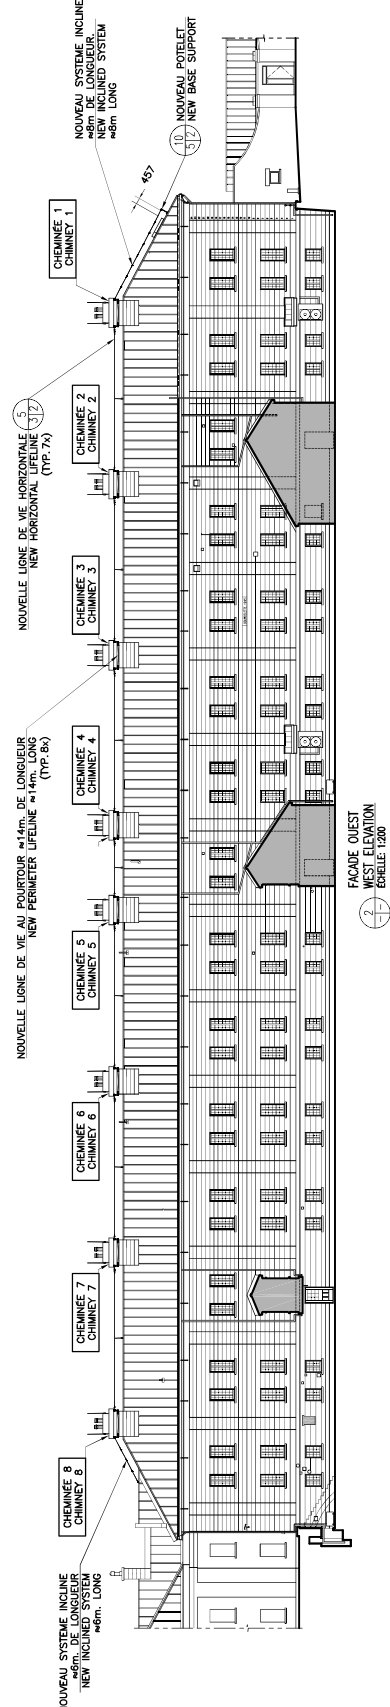 OUVEAU SYSTEME INCLINE
≈6m. DE LONGUEUR
NEW INCLINED SYSTEM
≈6m. LONG
CHEMINÉE 8
CHIMNEY 8
CHEMINÉE 7
CHIMNEY 7
CHEMINÉE 6
CHIMNEY 6
CHEMINÉE 5
CHIMNEY 5
NOUVELLE LIGNE DE VIE AU POURTOUR ≈14m. DE LONGUEUR
NEW PERIMETER LIFELINE ≈14m. LONG
(TYP. 8x)
CHEMINÉE 4
CHIMNEY 4
CHEMINÉE 3
CHIMNEY 3
NOUVELLE LIGNE DE VIE HORIZONTALE
NEW HORIZONTAL LIFELINE
(TYP. 7x)
5
3 2
CHEMINÉE 2
CHIMNEY 2
CHEMINÉE 1
CHIMNEY 1
NOUVEAU SYSTEME INCLINE
≈8m DE LONGUEUR.
NEW INCLINED SYSTEM
≈8m LONG
457
10
5 2
NOUVEAU POTELET
NEW BASE SUPPORT
2
- -
FACADE OUEST
WEST ELEVATION
ÉCHELLE: 1:200